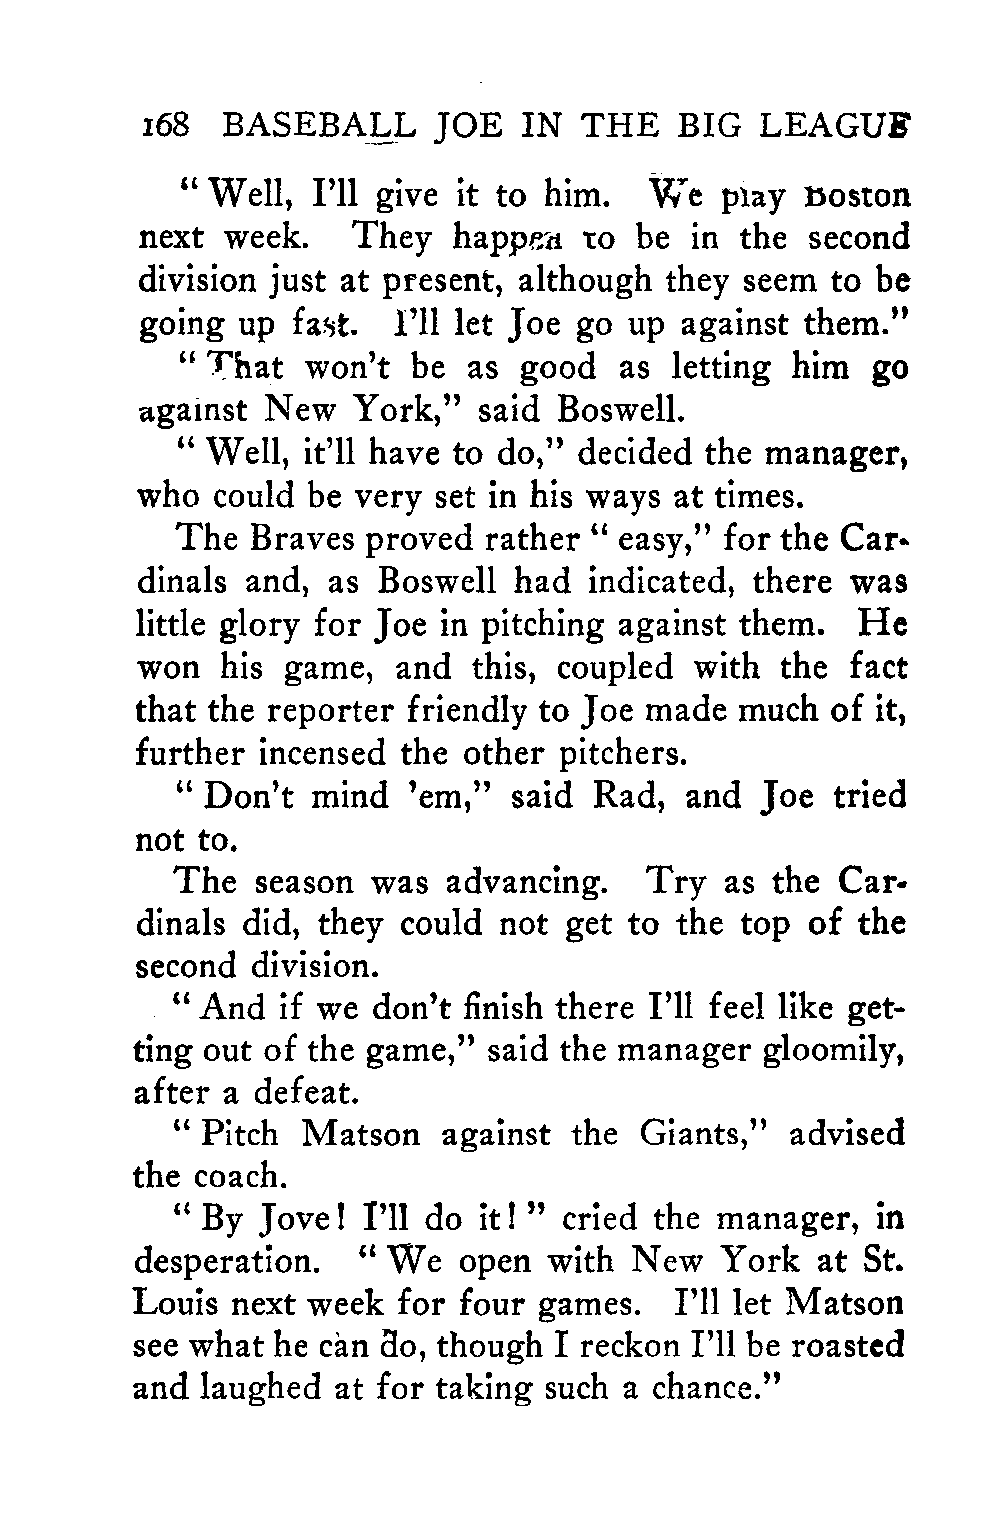 168 BASEBALL JOE IN THE BIG LEAGUE
“ Well, I’ll give it to him. We play Boston
next week. They happen to be in the second
division just at present, although they seem to be
going up fast. I’ll let Joe go up against them.”
“ That won’t be as good as letting him go
against New York,” said Boswell.
“ Well, it’ll have to do,” decided the manager,
who could be very set in his ways at times.
The Braves proved rather “ easy,” for the Car-
dinals and, as Boswell had indicated, there was
little glory for Joe in pitching against them. He
won his game, and this, coupled with the fact
that the reporter friendly to Joe made much of it,
further incensed the other pitchers.
“ Don’t mind ’em,” said Rad, and Joe tried
not to.
The season was advancing. Try as the Car-
dinals did, they could not get to the top of the
second division.
“ And if we don’t finish there I’ll feel like get-
ting out of the game,” said the manager gloomily,
after a defeat.
“ Pitch Matson against the Giants,” advised
the coach.
“ By Jove! I’ll do it! ” cried the manager, in
desperation. “ We open with New York at St.
Louis next week for four games. I’ll let Matson
see what he can do, though I reckon I’ll be roasted
and laughed at for taking such a chance.”